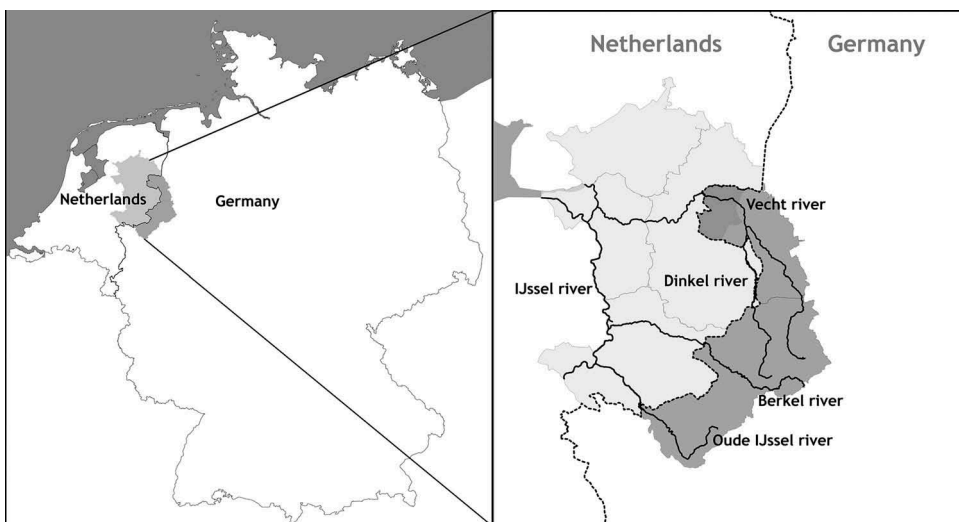 Netherlands
Germany
Netherlands
Germany
Vecht river
Dinkel river
IJssel river
Berkel river
Oude IJssel river